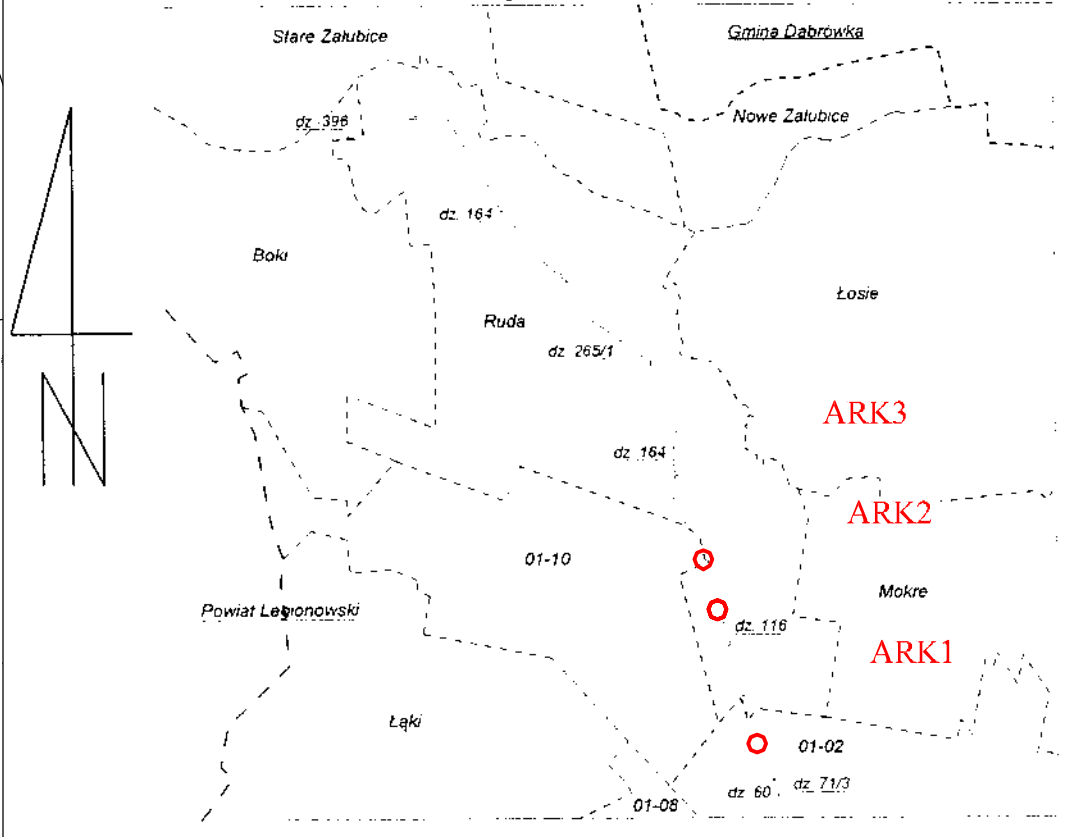 Stare Załubice
Gmina Dabrówka
dz. 396
Nowe Załubice
dz. 164
Boki
Łosie
Ruda
dz. 265/1
ARK3
dz. 164
ARK2
01-10
Mokre
Powiat Legionowski
dz. 116
ARK1
Łąki
01-02
dz. 60
dz. 71/3
01-08
N